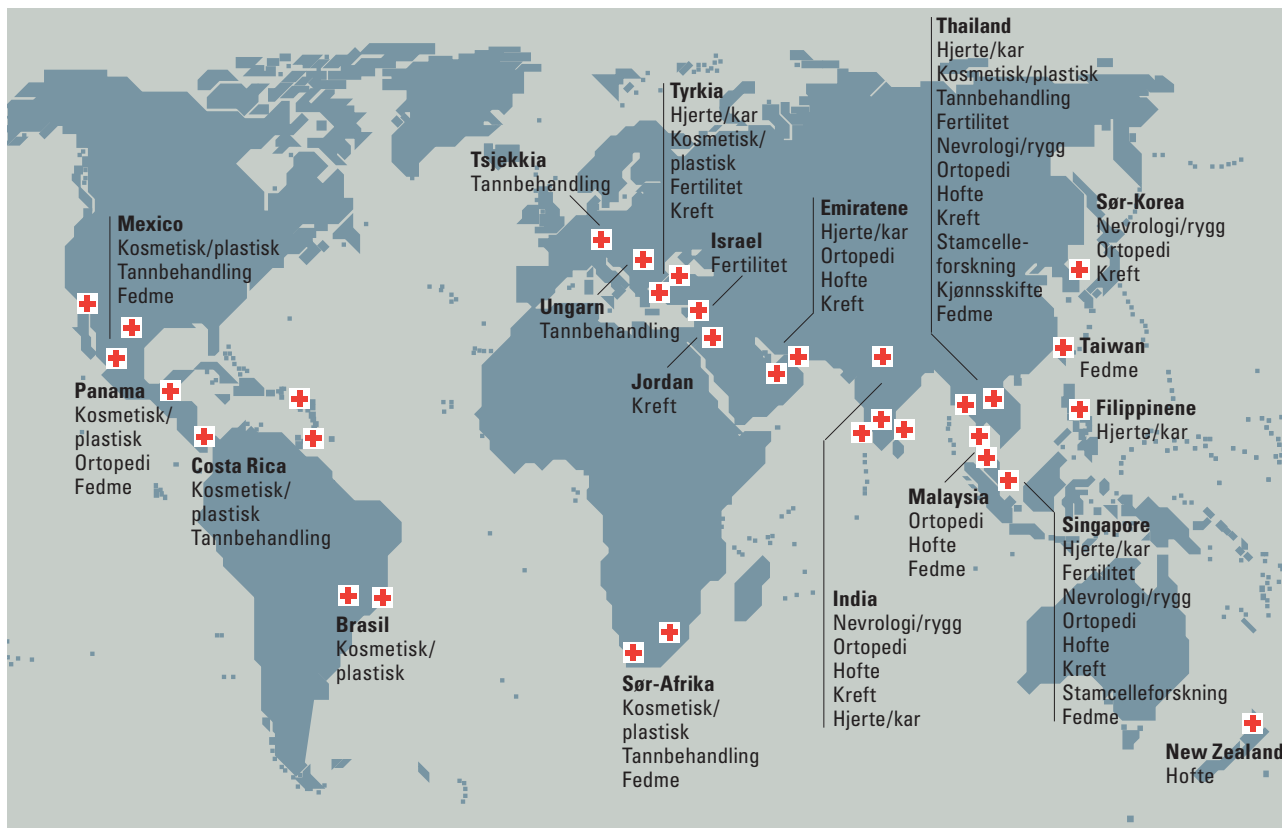 Thailand
Hjerte/kar
Kosmetisk/plastisk
Tannbehandling
Fertilitet
Nevrologi/rygg
Ortopedi
Hofte
Kreft
Stamcelle-
forskning
Kjønnsskifte
Fedme
Tyrkia
Hjerte/kar
Kosmetisk/
plastisk
Fertilitet
Kreft
Tsjekkia
Tannbehandling
Mexico
Kosmetisk/plastisk
Tannbehandling
Fedme
Emiratene
Hjerte/kar
Ortopedi
Hofte
Kreft
Sør-Korea
Nevrologi/rygg
Ortopedi
Kreft
Israel
Fertilitet
Ungarn
Tannbehandling
Taiwan
Fedme
Jordan
Kreft
Panama
Kosmetisk/
plastisk
Ortopedi
Fedme
Filippinene
Hjerte/kar
Costa Rica
Kosmetisk/
plastisk
Tannbehandling
Malaysia
Ortopedi
Hofte
Fedme
Singapore
Hjerte/kar
Fertilitet
Nevrologi/rygg
Ortopedi
Hofte
Kreft
Stamcelleforskning
Fedme
India
Nevrologi/rygg
Ortopedi
Hofte
Kreft
Hjerte/kar
Brasil
Kosmetisk/
plastisk
Sør-Afrika
Kosmetisk/
plastisk
Tannbehandling
Fedme
New Zealand
Hofte